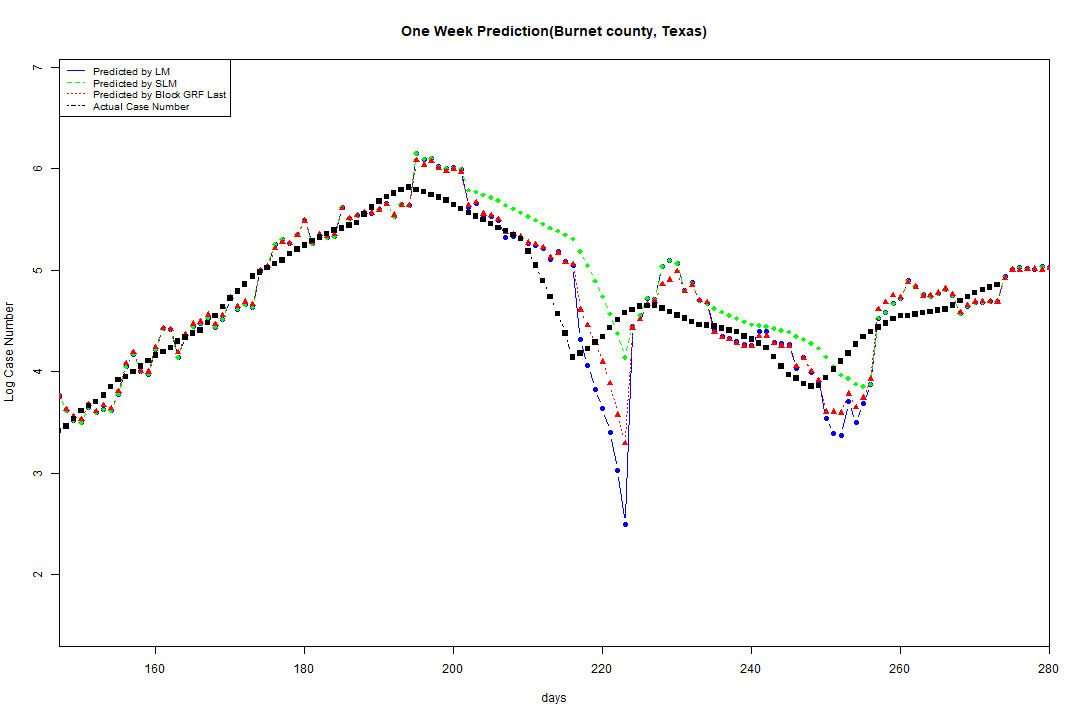 One Week Prediction(Burnet county, Texas)
Predicted by LM
Predicted by SLM
Predicted by Block GRF Last
Actual Case Number
7
6
5
4
3
2
Log Case Number
160 180 200 220 240 260 280
days